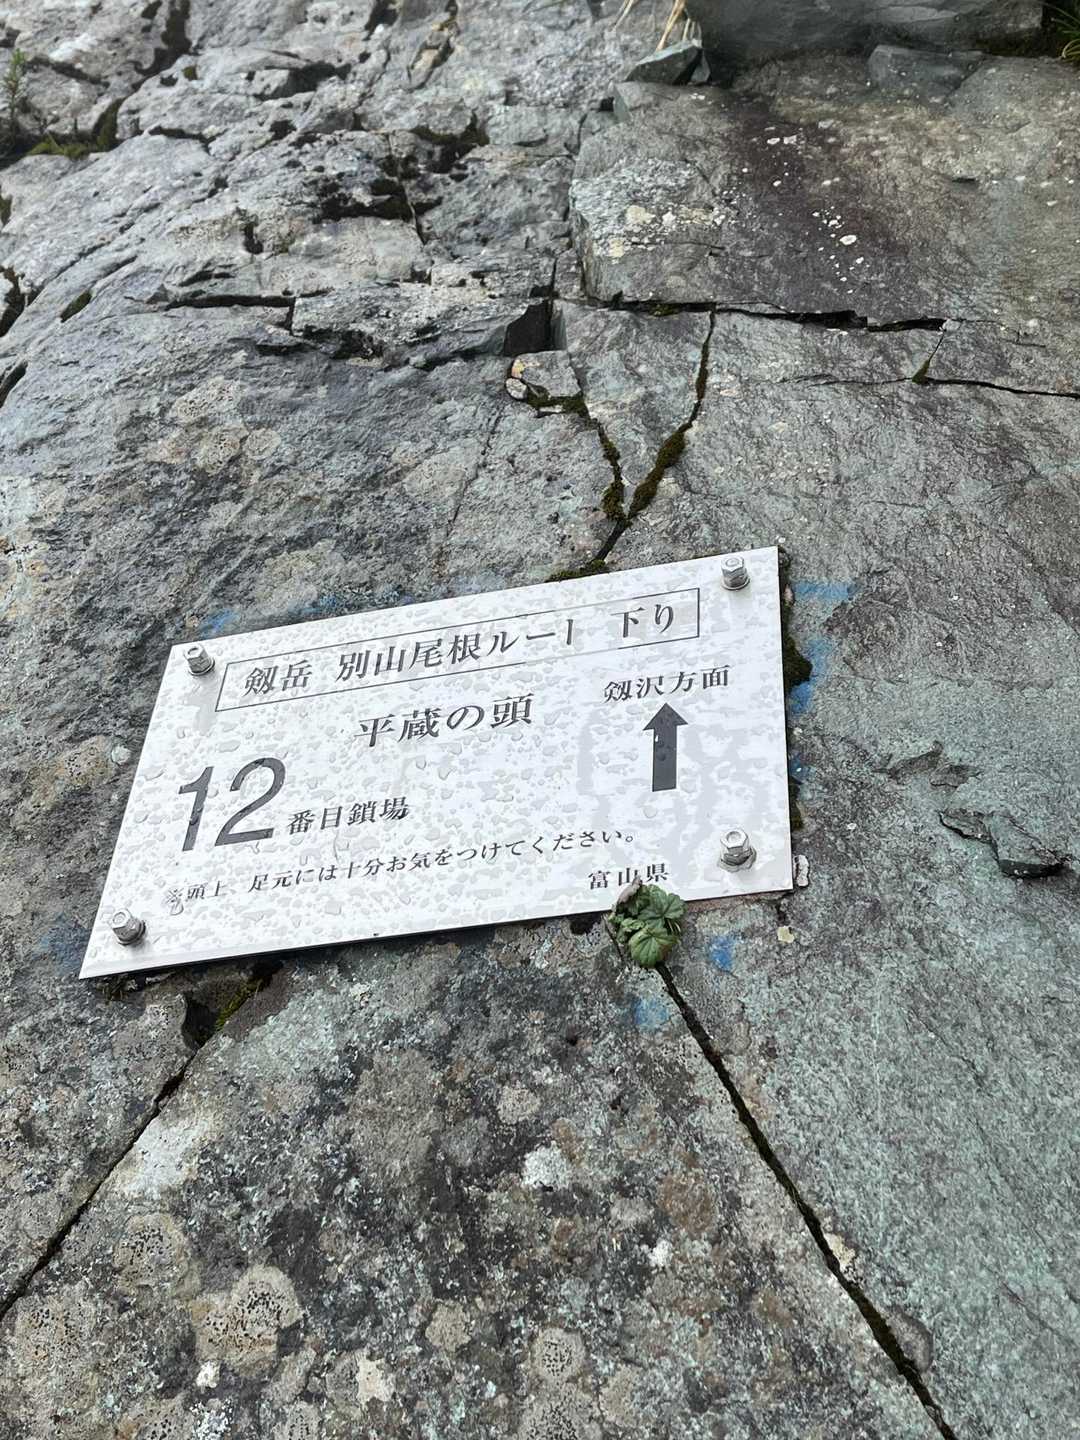 剱岳 別山尾根ルート 下り
平蔵の頭
剱沢方面
12番目鎖場
※頭上 足元には十分お気をつけてください。
富山県